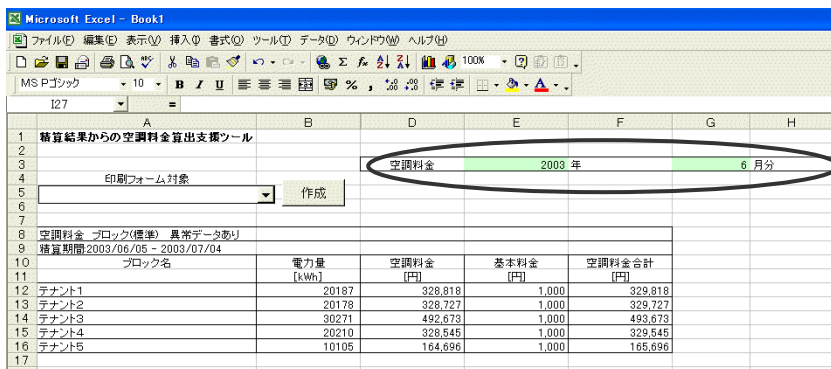 Microsoft Excel - Book1
ファイル(F) 編集(E) 表示(V) 挿入(I) 書式(O) ツール(T) データ(D) ウィンドウ(W) ヘルプ(H)
100%
MS Pゴシック 10 B I U
I27 =
A B D E F G H
1 積算結果からの空調料金算出支援ツール
2
3 空調料金 2003 年 6 月分
4 印刷フォーム対象
5 作成
6
7
8 空調料金 ブロック(標準) 異常データあり
9 積算期間:2003/06/05 - 2003/07/04
10 ブロック名 電力量 空調料金 基本料金 空調料金合計
11 [kWh] [円] [円] [円]
12 テナント1 20187 328,818 1,000 329,818
13 テナント2 20178 328,727 1,000 329,727
14 テナント3 30271 492,673 1,000 493,673
15 テナント4 20210 328,545 1,000 329,545
16 テナント5 10105 164,696 1,000 165,696
17